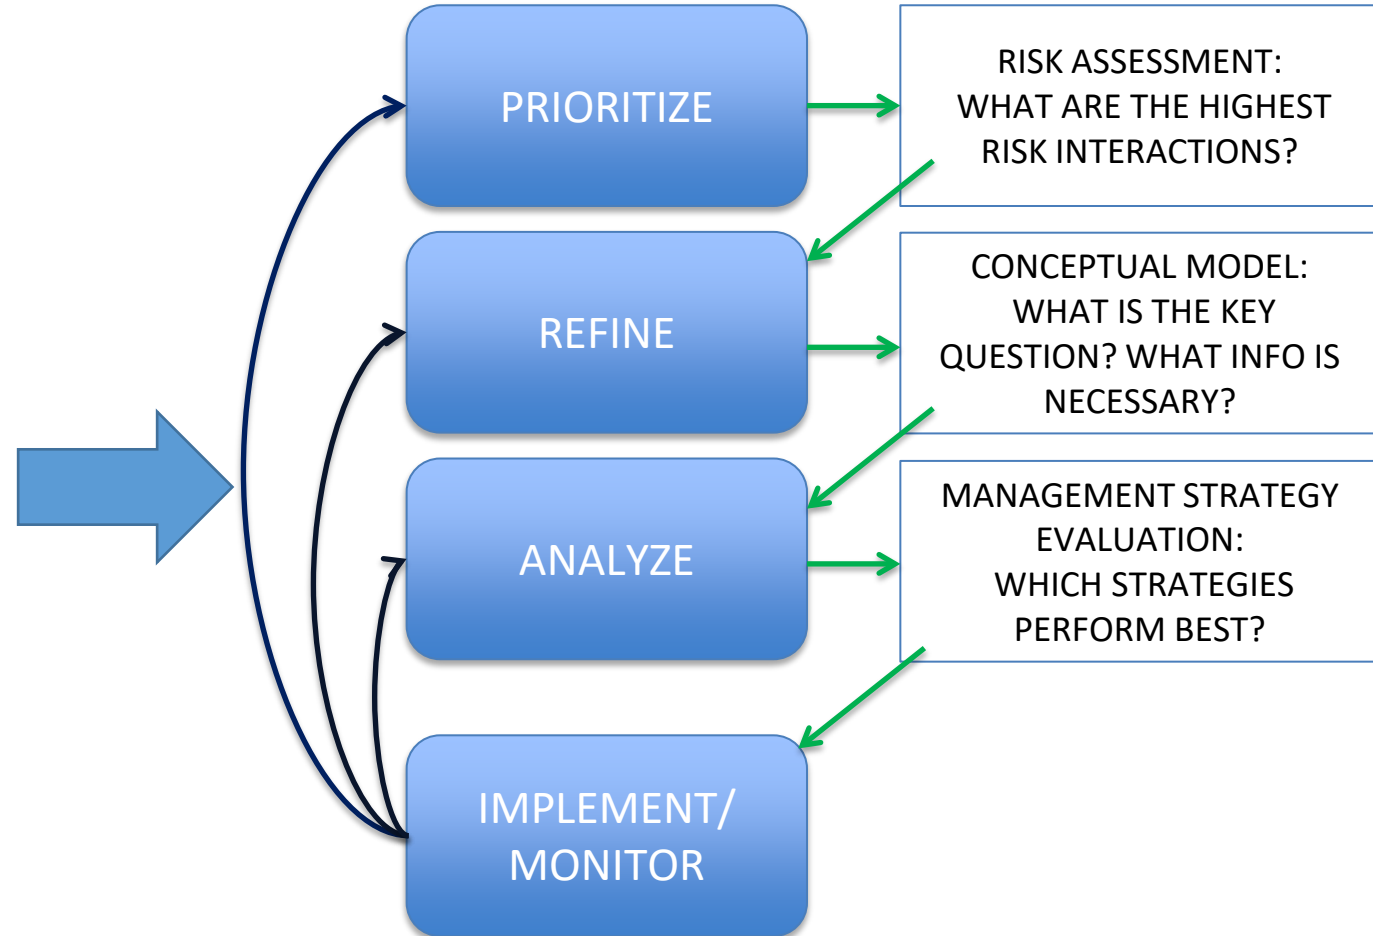 PRIORITIZE
RISK ASSESSMENT:
WHAT ARE THE HIGHEST
RISK INTERACTIONS?
REFINE
CONCEPTUAL MODEL:
WHAT IS THE KEY
QUESTION? WHAT INFO IS
NECESSARY?
ANALYZE
MANAGEMENT STRATEGY
EVALUATION:
WHICH STRATEGIES
PERFORM BEST?
IMPLEMENT/
MONITOR